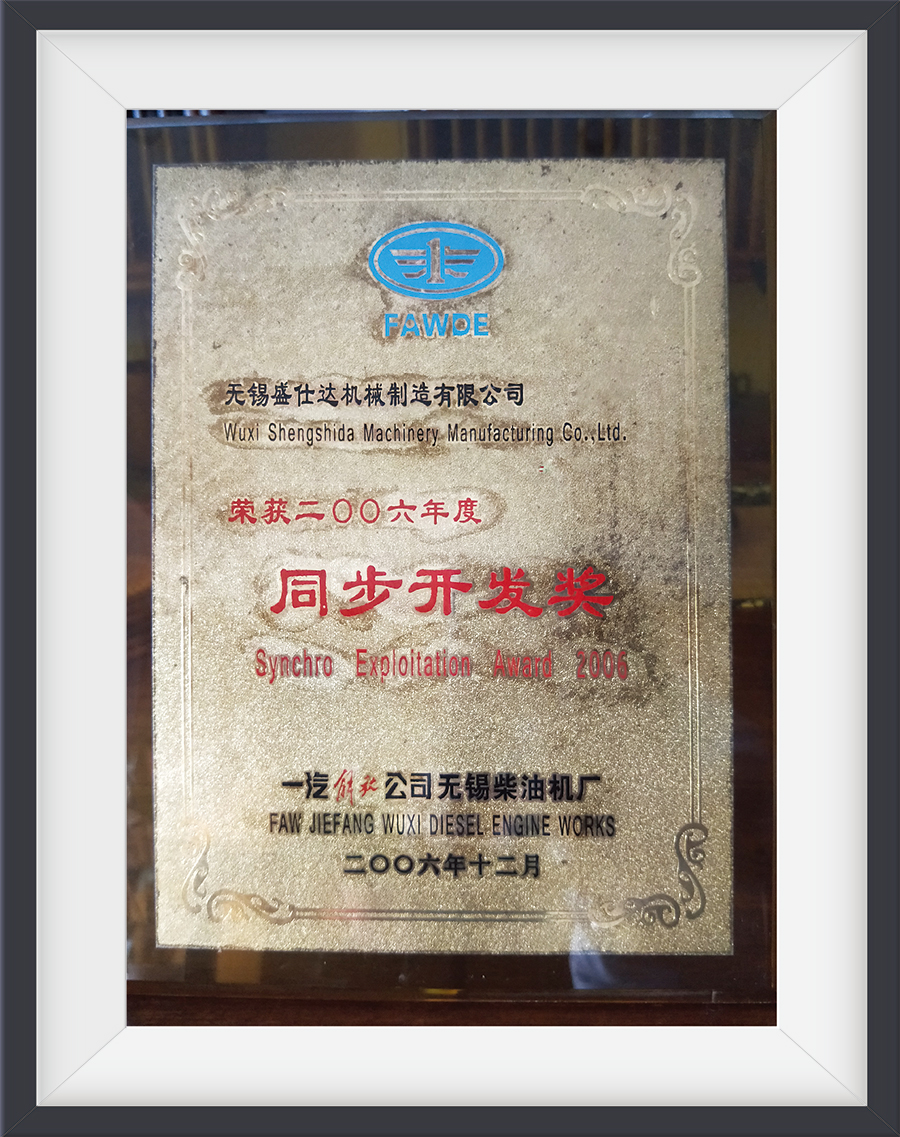 FAWDE
无锡盛仕达机械制造有限公司
Wuxi Shengshida Machinery Manufacturing Co.,Ltd.
荣获二〇〇六年度
同步开发奖
Synchro Exploitation Award 2006
一汽解放公司无锡柴油机厂
FAW JIEFANG WUXI DIESEL ENGINE WORKS
二〇〇六年十二月